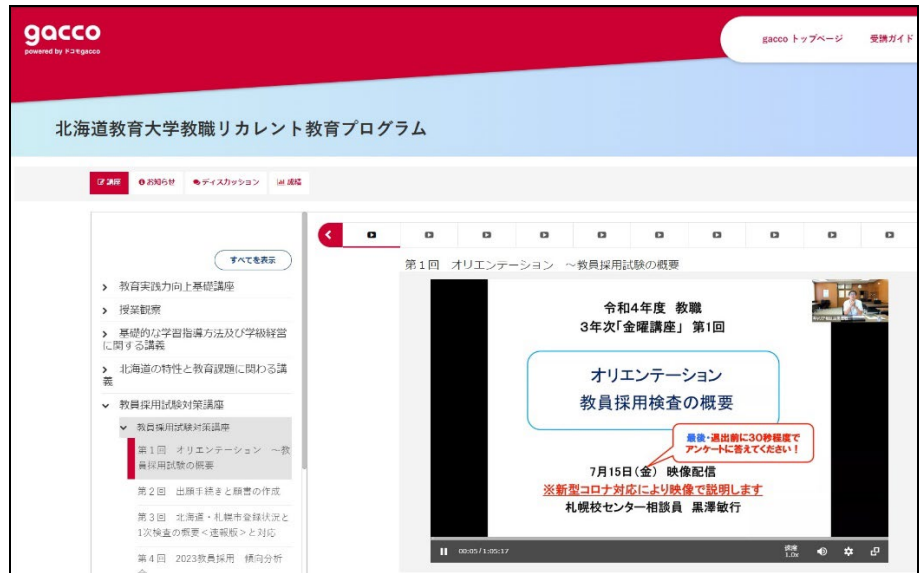 gacco
powered by ドコモgacco
gacco トップページ 受講ガイド
北海道教育大学教職リカレント教育プログラム
講座 お知らせ ディスカッション 成績
すべてを表示
教育実践力向上基礎講座
授業観察
基礎的な学習指導方法及び学級経営
に関する講義
北海道の特性と教育課題に関わる講
義
教員採用試験対策講座
教員採用試験対策講座
第1回 オリエンテーション ～教
員採用試験の概要
第2回 出願手続きと願書の作成
第3回 北海道・札幌市登録状況と
1次検査の概要＜速報版＞と対応
第4回 2023教員採用 傾向分析
第1回 オリエンテーション ～教員採用試験の概要
令和4年度 教職
3年次「金曜講座」 第1回
オリエンテーション
教員採用検査の概要
最後・退出前に30秒程度で
アンケートに答えてください！
7月15日（金） 映像配信
※新型コロナ対応により映像で説明します
札幌校センター相談員 黒澤敏行
00:05 / 1:05:17
速度
1.0x